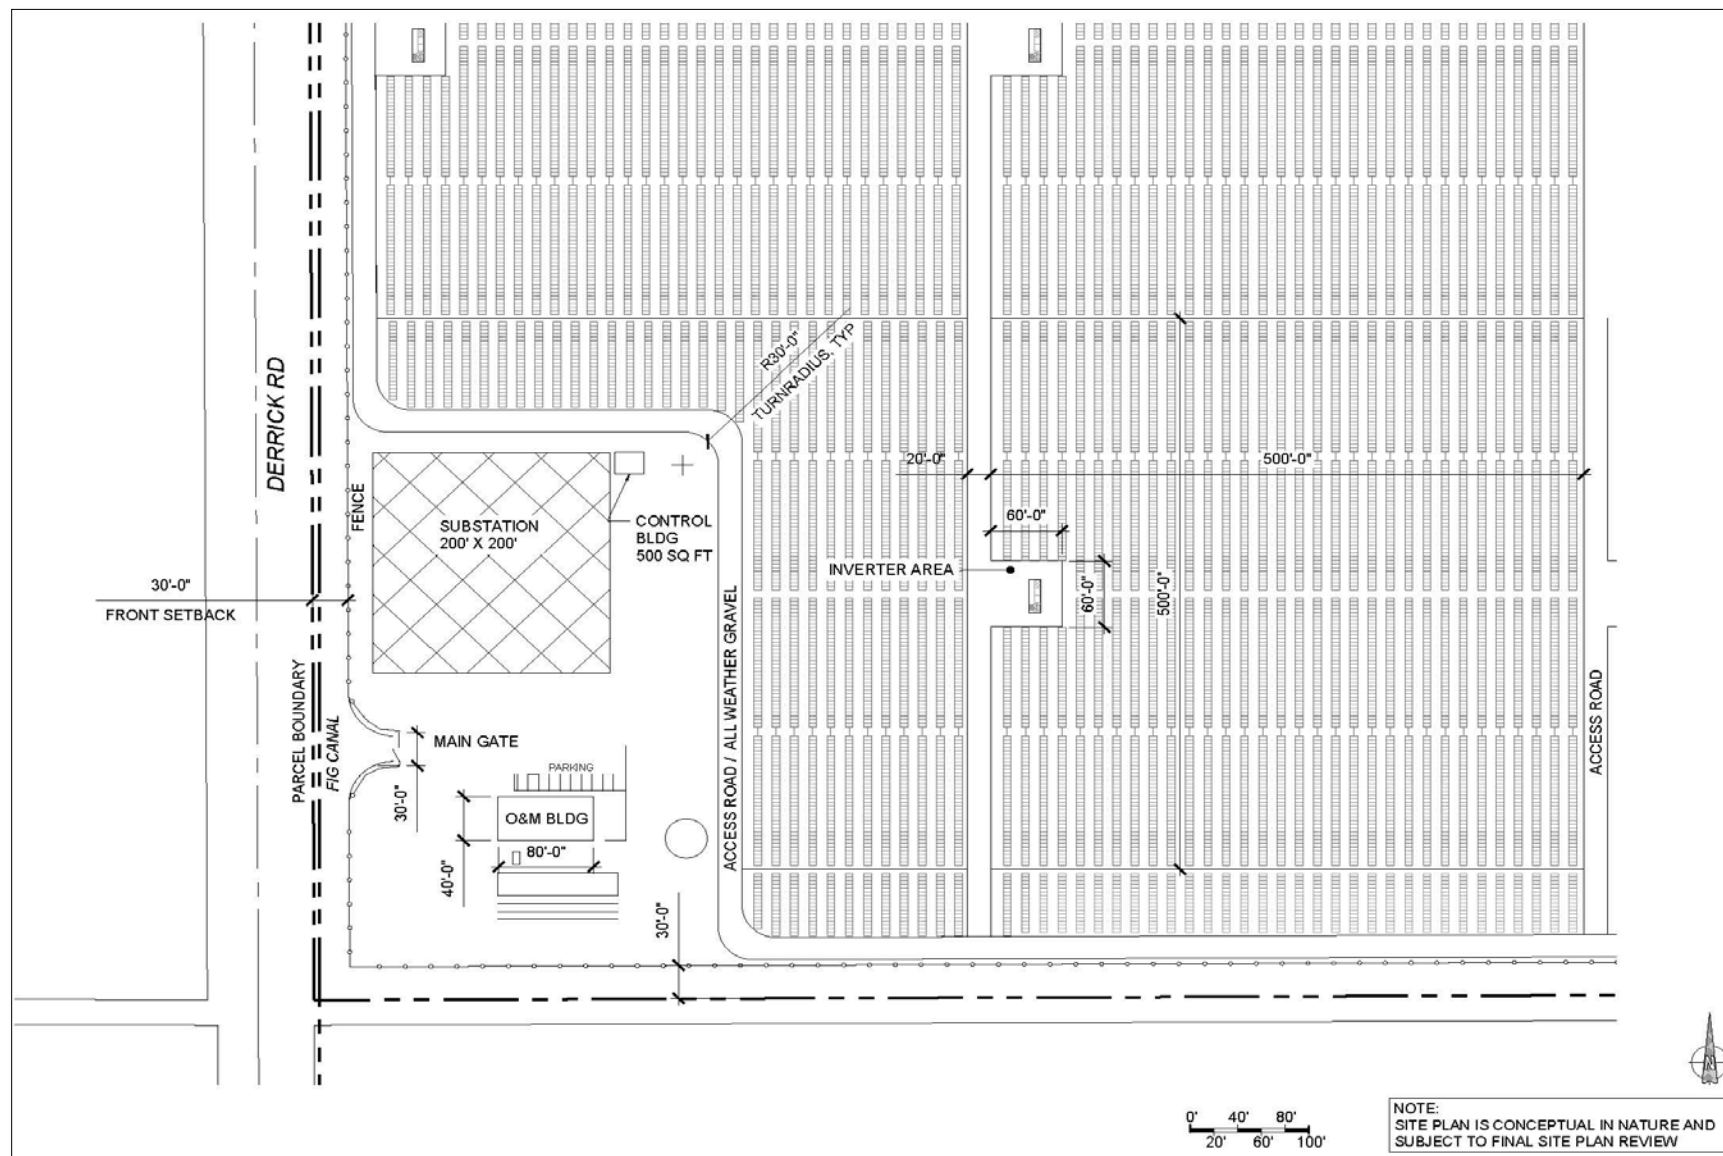 DERRICK RD
FENCE
SUBSTATION
200' X 200'
CONTROL
BLDG
500 SQ FT
R30'-0"
TURNRADIUS, TYP
20'-0"
500'-0"
60'-0"
INVERTER AREA
60'-0"
500'-0"
30'-0"
FRONT SETBACK
PARCEL BOUNDARY
FIG CANAL
MAIN GATE
30'-0"
PARKING
O&M BLDG
80'-0"
40'-0"
30'-0"
ACCESS ROAD / ALL WEATHER GRAVEL
ACCESS ROAD
N
0' 40' 80'
20' 60' 100'
NOTE:
SITE PLAN IS CONCEPTUAL IN NATURE AND
SUBJECT TO FINAL SITE PLAN REVIEW